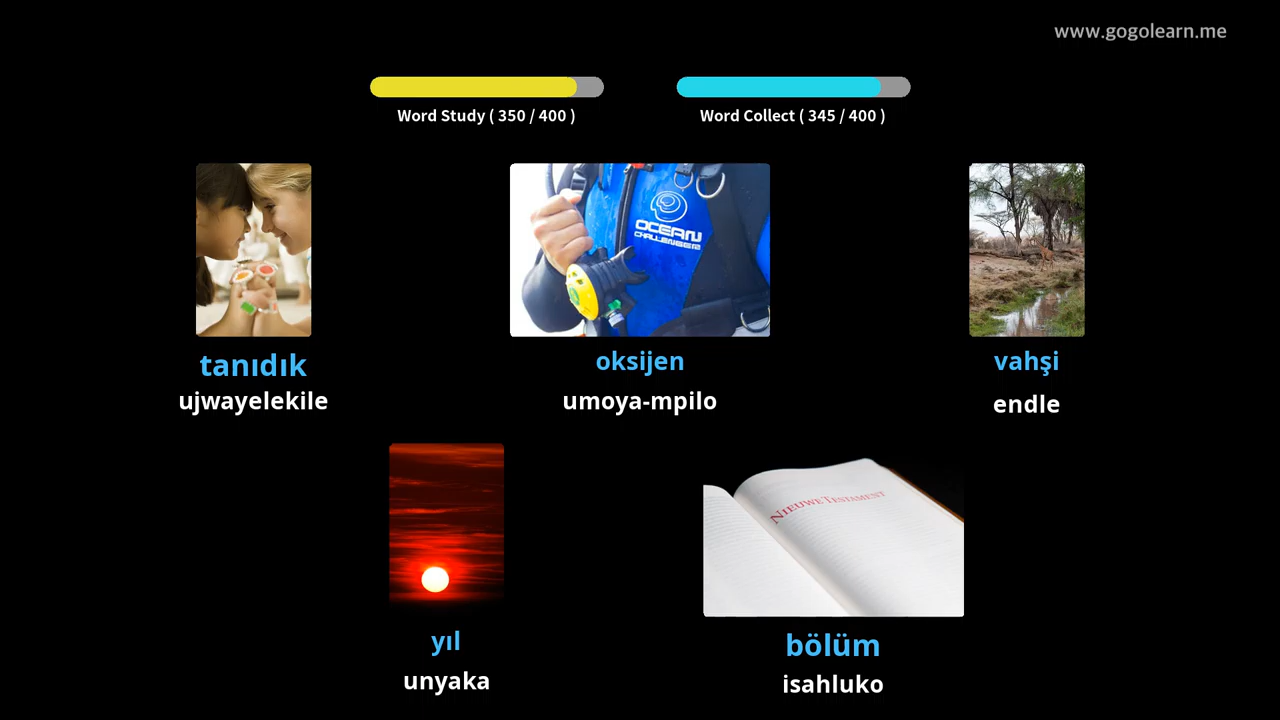 www.gogolearn.me
Word Study ( 350 / 400 )
Word Collect ( 345 / 400 )
OCEAN
CHALLENGER
tanıdık
ujwayelekile
oksijen
umoya-mpilo
vahşi
endle
NIEUWE TESTAMENT
yıl
unyaka
bölüm
isahluko